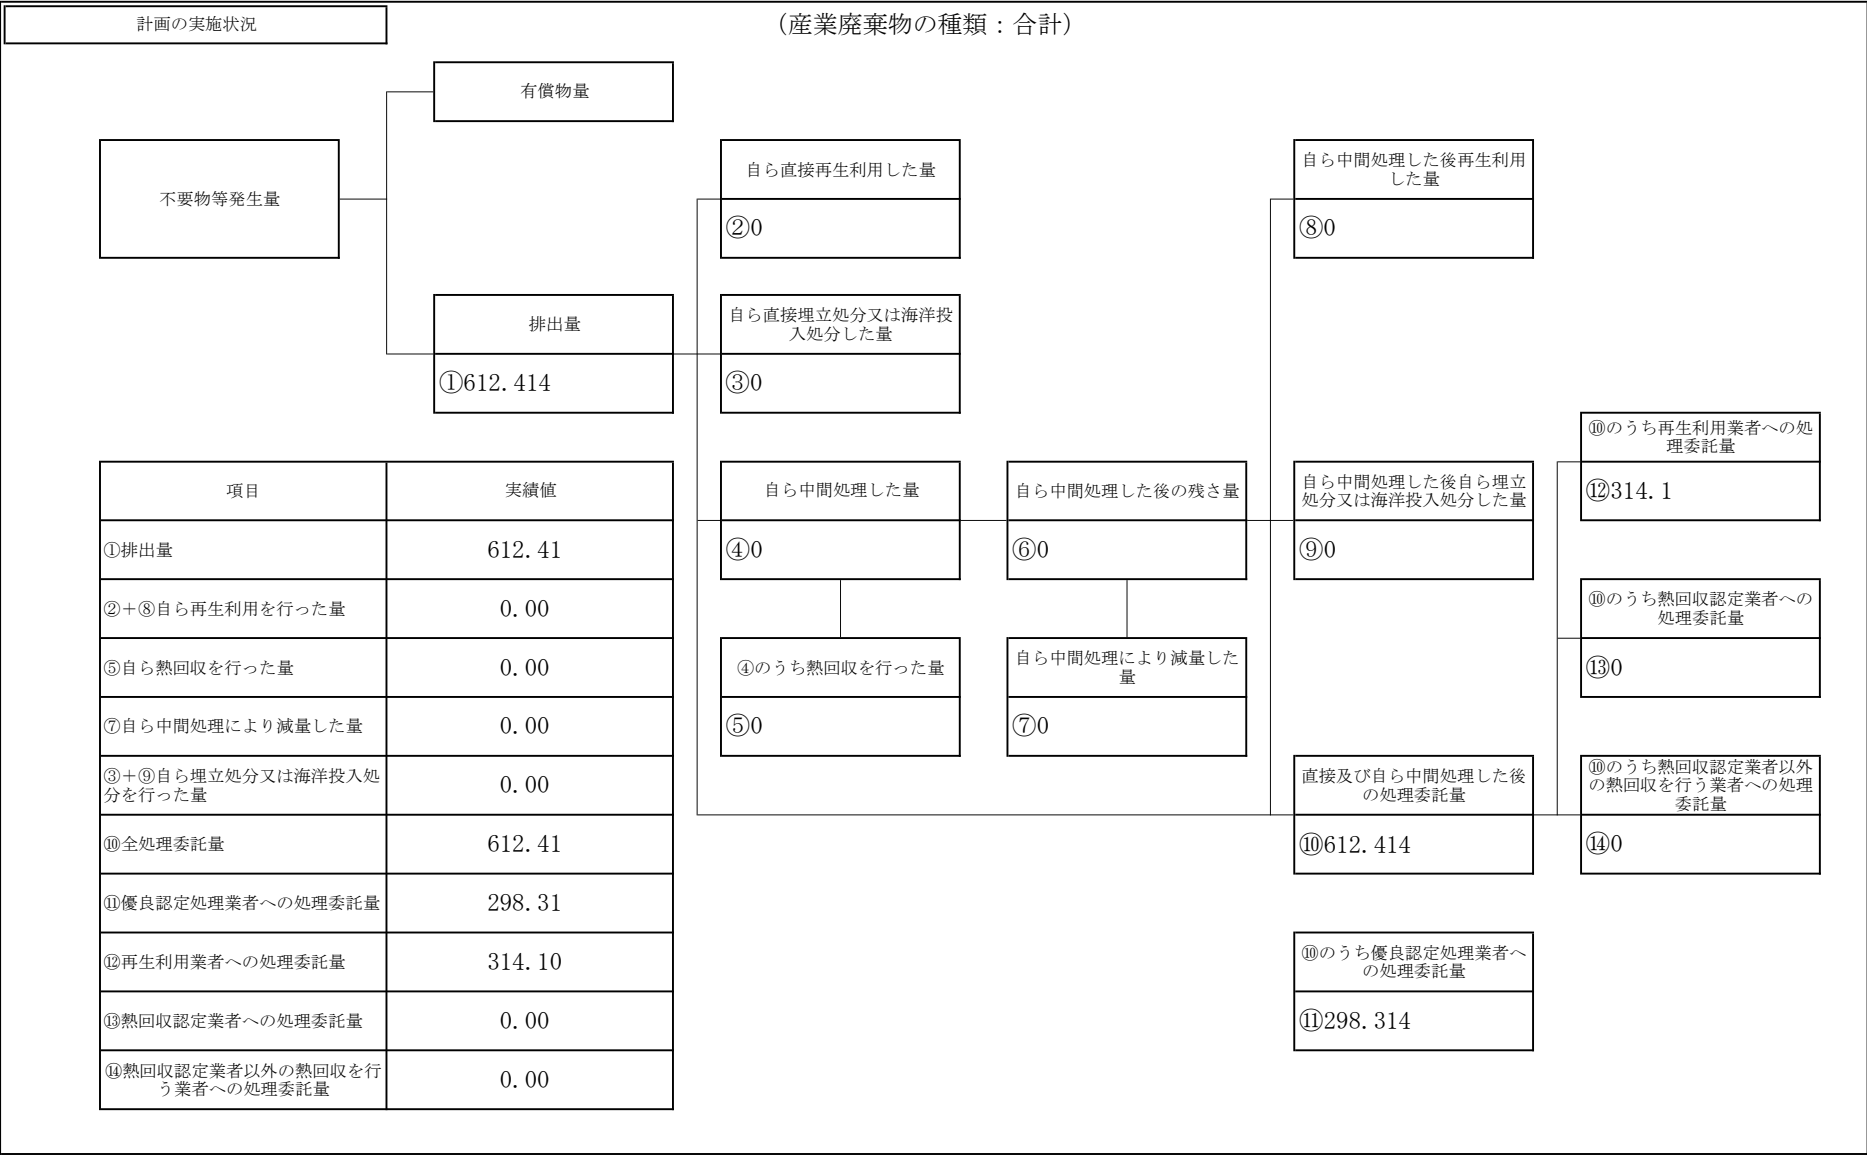 計画の実施状況
（産業廃棄物の種類：合計）
有償物量
不要物等発生量
自ら直接再生利用した量
②0
自ら中間処理した後再生利用
した量
⑧0
排出量
①612.414
自ら直接埋立処分又は海洋投
入処分した量
③0
⑩のうち再生利用業者への処
理委託量
⑫314.1
自ら中間処理した量
④0
自ら中間処理した後の残さ量
⑥0
自ら中間処理した後自ら埋立
処分又は海洋投入処分した量
⑨0
⑩のうち熱回収認定業者への
処理委託量
⑬0
④のうち熱回収を行った量
⑤0
自ら中間処理により減量した
量
⑦0
直接及び自ら中間処理した後
の処理委託量
⑩612.414
⑩のうち熱回収認定業者以外
の熱回収を行う業者への処理
委託量
⑭0
⑩のうち優良認定処理業者へ
の処理委託量
⑪298.314
項目 実績値
①排出量 612.41
②＋⑧自ら再生利用を行った量 0.00
⑤自ら熱回収を行った量 0.00
⑦自ら中間処理により減量した量 0.00
③＋⑨自ら埋立処分又は海洋投入処
分を行った量 0.00
⑩全処理委託量 612.41
⑪優良認定処理業者への処理委託量 298.31
⑫再生利用業者への処理委託量 314.10
⑬熱回収認定業者への処理委託量 0.00
⑭熱回収認定業者以外の熱回収を行
う業者への処理委託量 0.00